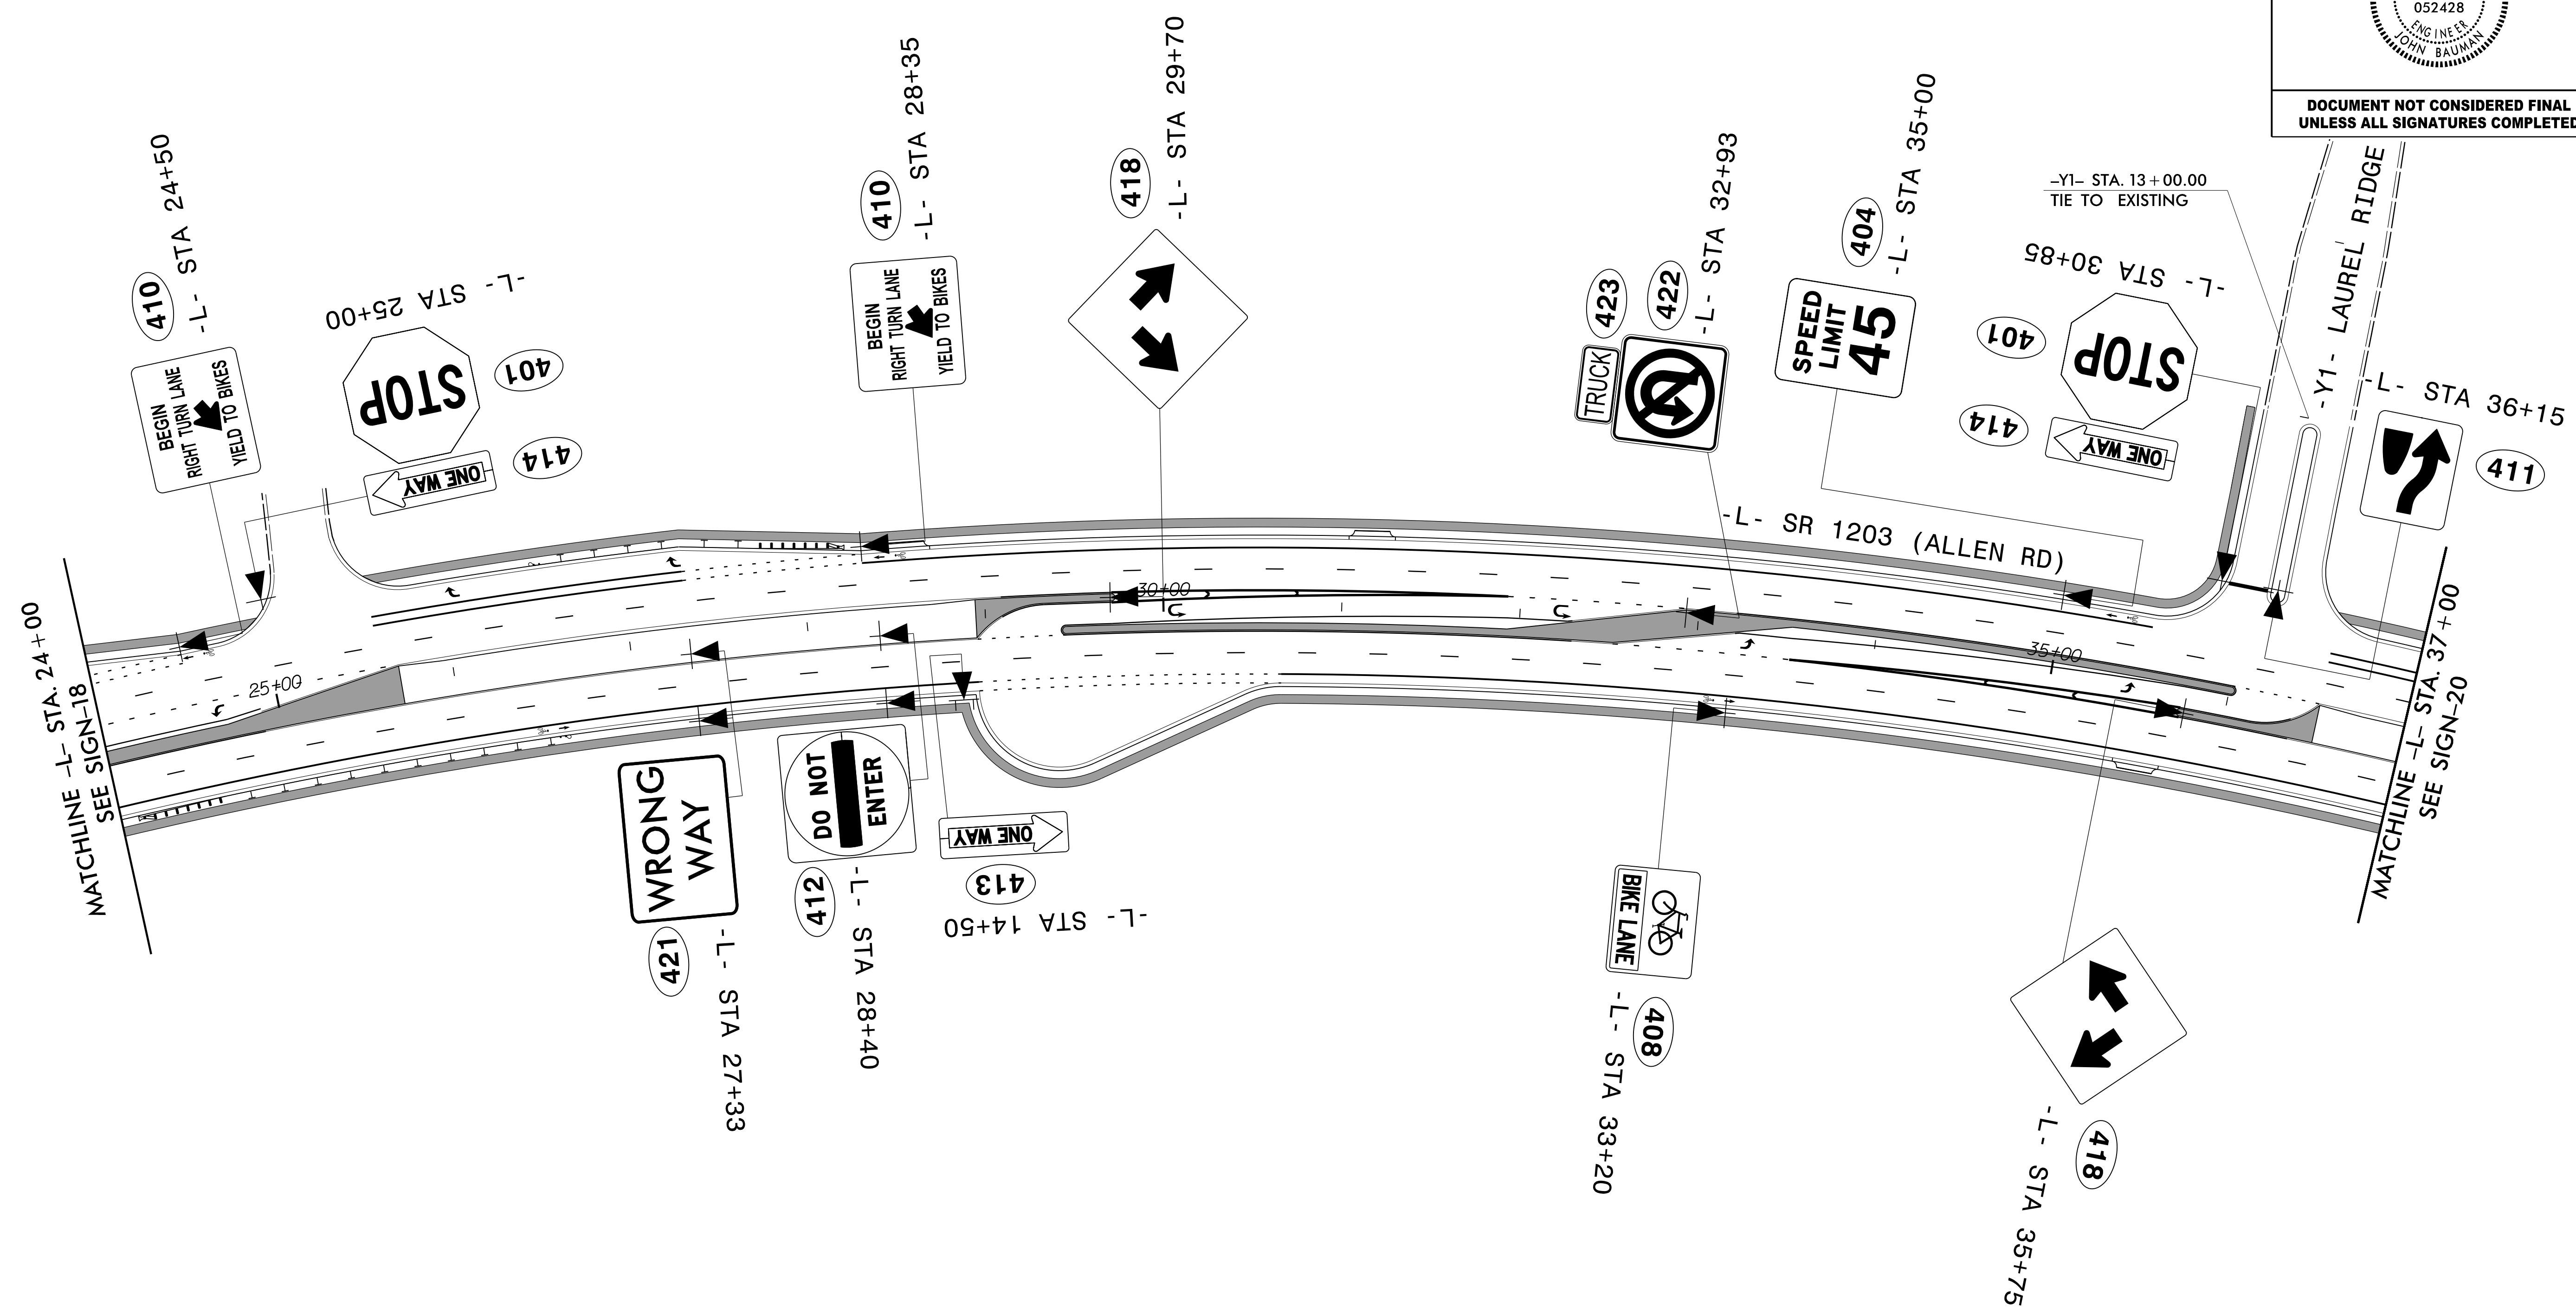 052428
ENGINEER
JOHN BAUMAN
DOCUMENT NOT CONSIDERED FINAL
UNLESS ALL SIGNATURES COMPLETED
410
-L- STA 24+50
BEGIN
RIGHT TURN LANE
YIELD TO BIKES
-L- STA 25+00
STOP
401
ONE WAY
414
410
-L- STA 28+35
BEGIN
RIGHT TURN LANE
YIELD TO BIKES
418
-L- STA 29+70
423
422
-L- STA 32+93
TRUCK
404
-L- STA 35+00
SPEED
LIMIT
45
-Y1- STA. 13+00.00
TIE TO EXISTING
-L- STA 30+85
STOP
401
ONE WAY
414
-Y1- LAUREL RIDGE
-L- STA 36+15
411
-L- SR 1203 (ALLEN RD)
25+00
30+00
35+00
MATCHLINE -L- STA. 24+00
SEE SIGN-18
MATCHLINE -L- STA. 37+00
SEE SIGN-20
WRONG
WAY
421
-L- STA 27+33
DO NOT
ENTER
412
-L- STA 28+40
ONE WAY
413
-L- STA 14+50
BIKE LANE
408
-L- STA 33+20
418
-L- STA 35+75